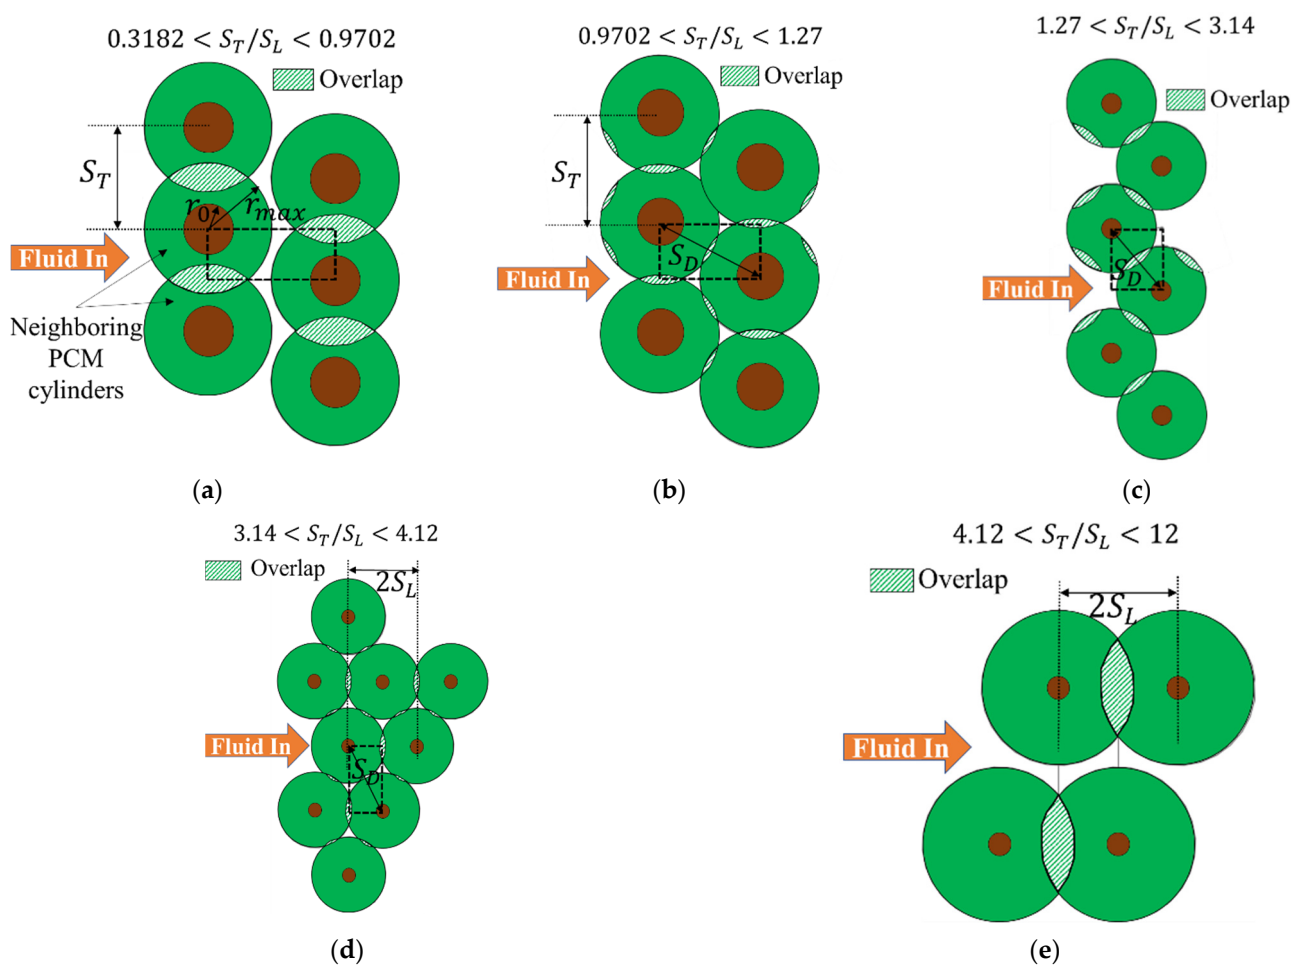 0.3182 < S_T/S_L < 0.9702
Overlap
S_T
r_0
r_max
Fluid In
Neighboring
PCM
cylinders
(a)
0.9702 < S_T/S_L < 1.27
Overlap
S_T
S_D
Fluid In
(b)
1.27 < S_T/S_L < 3.14
Overlap
S_D
Fluid In
(c)
3.14 < S_T/S_L < 4.12
Overlap
2S_L
Fluid In
S_D
(d)
4.12 < S_T/S_L < 12
Overlap
2S_L
Fluid In
(e)